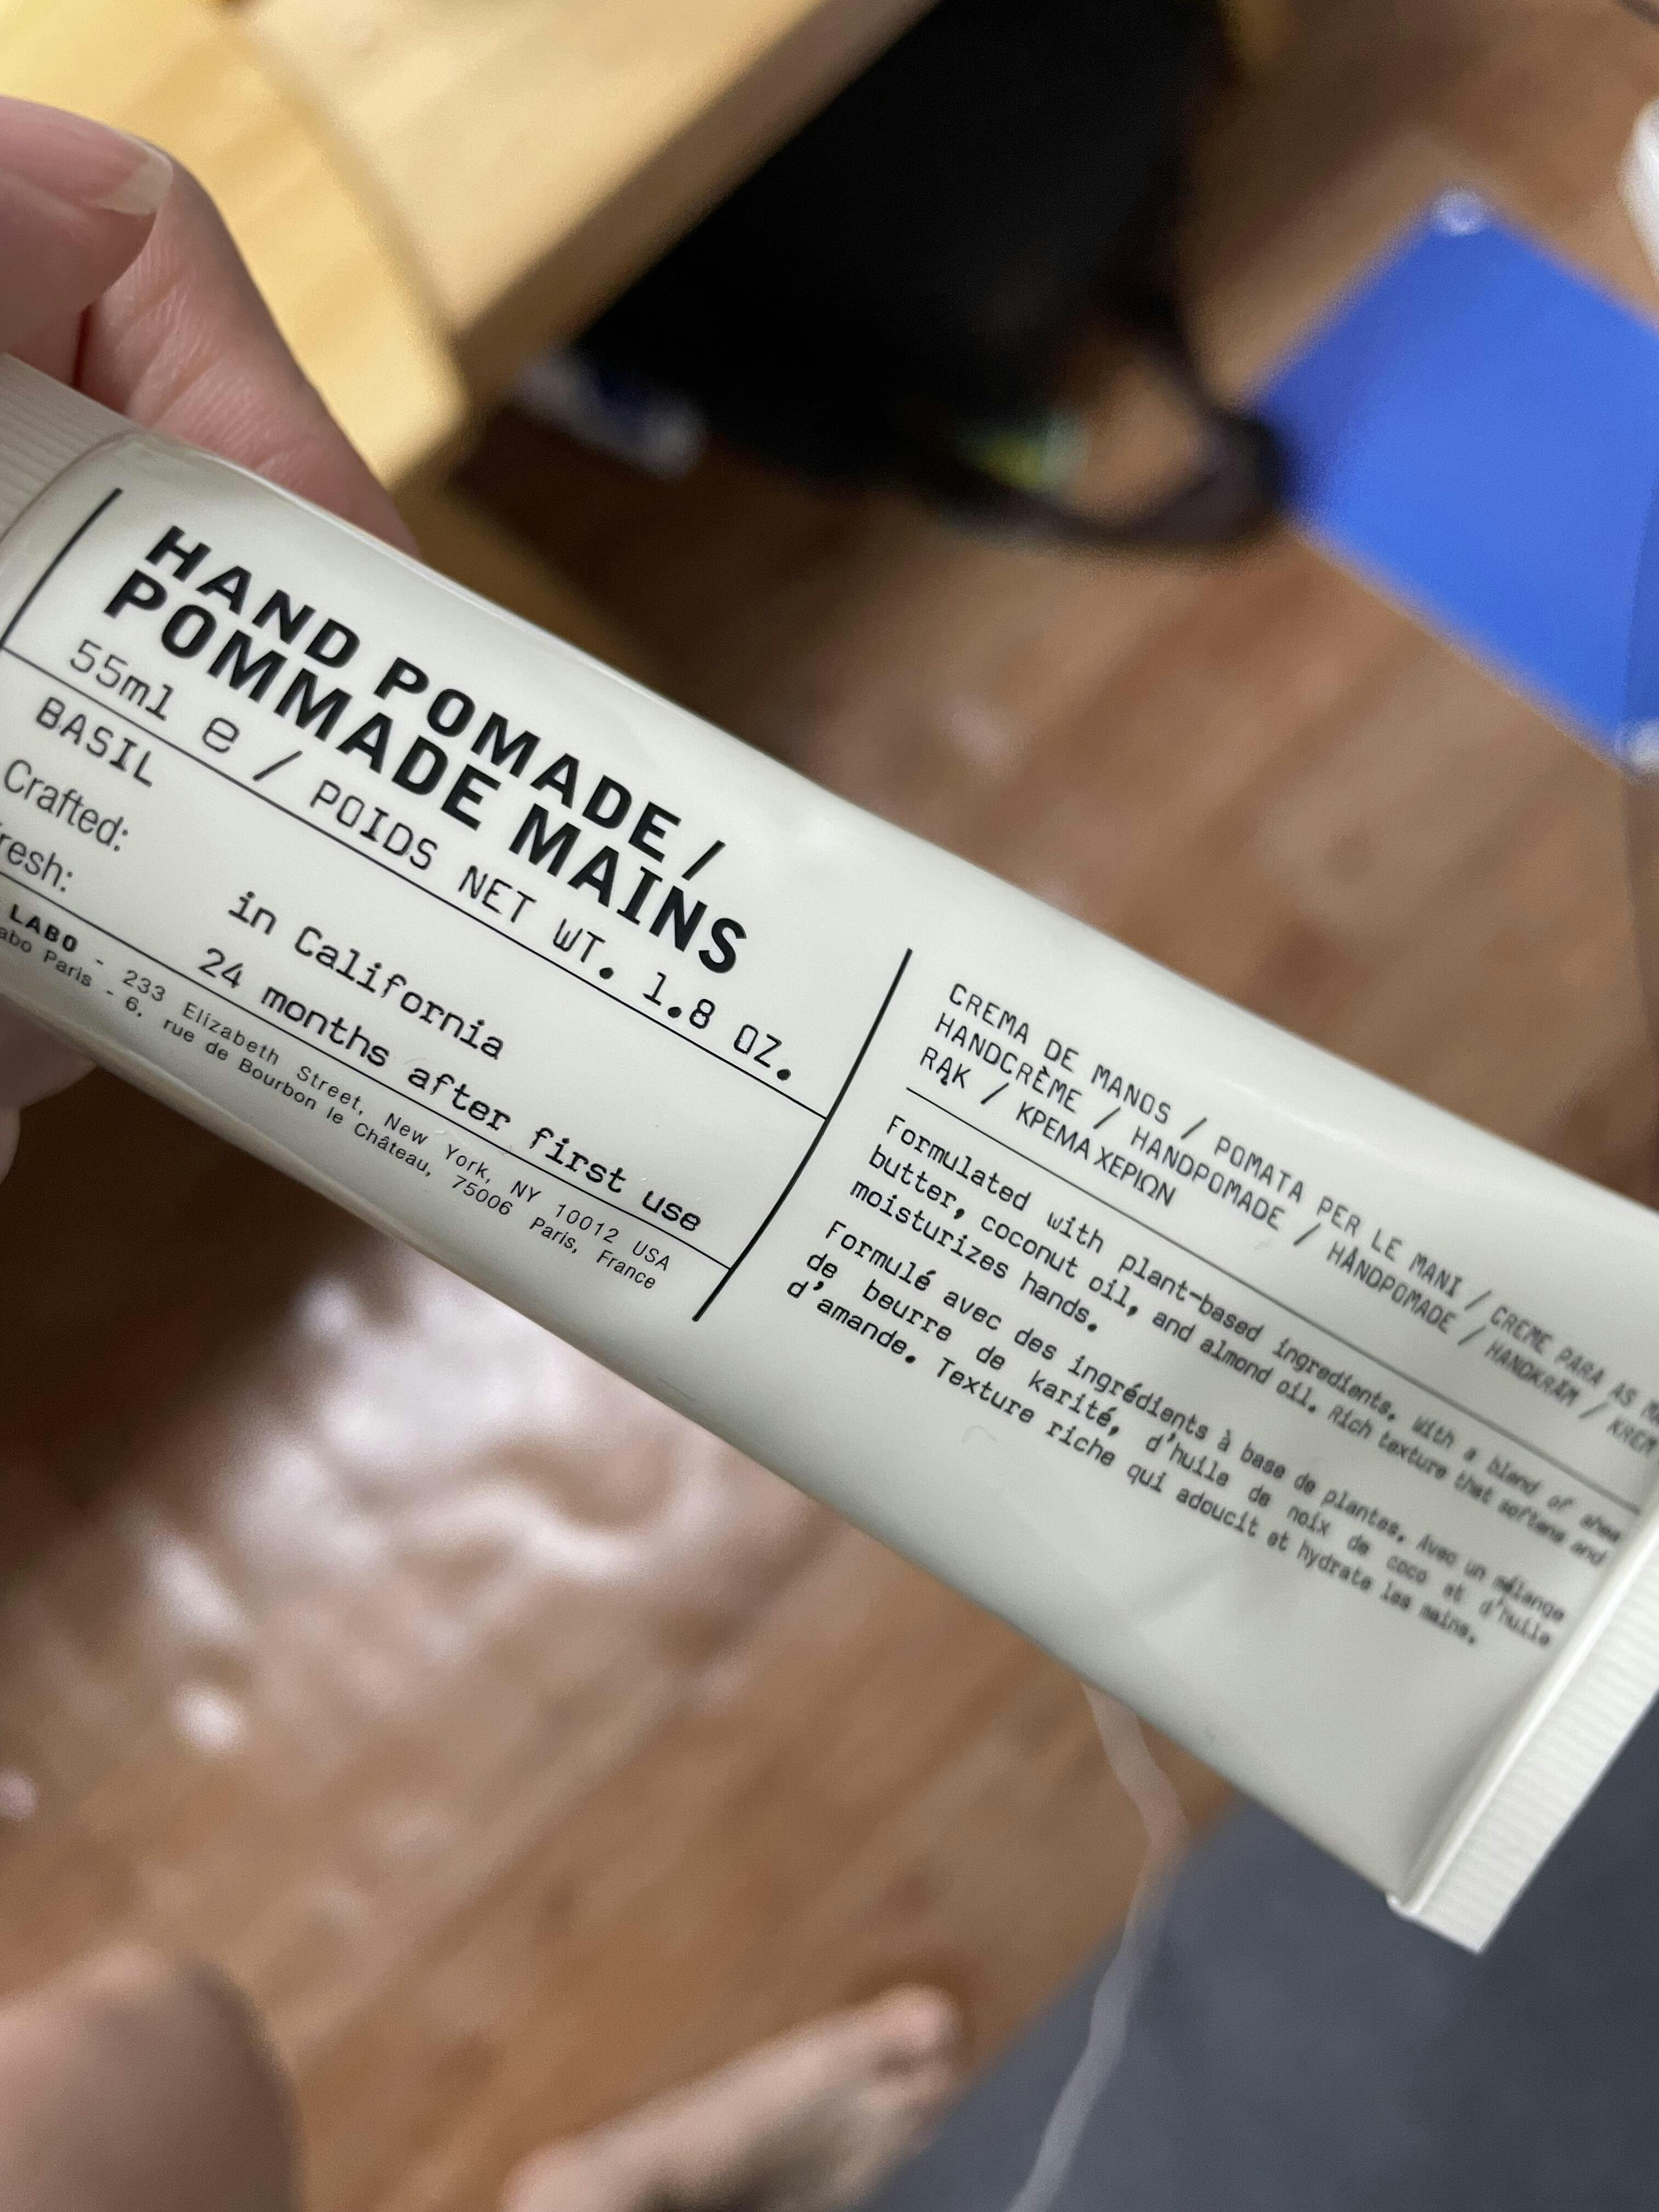 HAND POMADE /
POMMADE MAINS
55ml e / POIDS NET WT. 1.8 OZ.
BASIL
Crafted: in California
resh: 24 months after first use
LABO - 233 Elizabeth Street, New York, NY 10012 USA
abo Paris - 6, rue de Bourbon le Château, 75006 Paris, France
CREMA DE MANOS / POMATA PER LE MANI / CREME PARA AS
HANDCRÈME / HANDPOMADE / HÅNDPOMADE / HANDKRÄM / KREM
RĄK / ΚΡΕΜΑ ΧΕΡΙΩΝ
Formulated with plant-based ingredients. With a blend of shea
butter, coconut oil, and almond oil. Rich texture that softens and
moisturizes hands.
Formulé avec des ingrédients à base de plantes. Avec un mélange
de beurre de karité, d'huile de noix de coco et d'huile
d'amande. Texture riche qui adoucit et hydrate les mains.